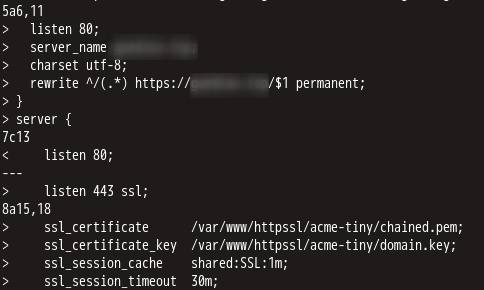 5a6,11
>   listen 80;
>   server_name
>   charset utf-8;
>   rewrite ^/(.*) https:// /$1 permanent;
> }
> server {
7c13
<     listen 80;
---
>     listen 443 ssl;
8a15,18
>     ssl_certificate     /var/www/httpssl/acme-tiny/chained.pem;
>     ssl_certificate_key  /var/www/httpssl/acme-tiny/domain.key;
>     ssl_session_cache   shared:SSL:1m;
>     ssl_session_timeout  30m;